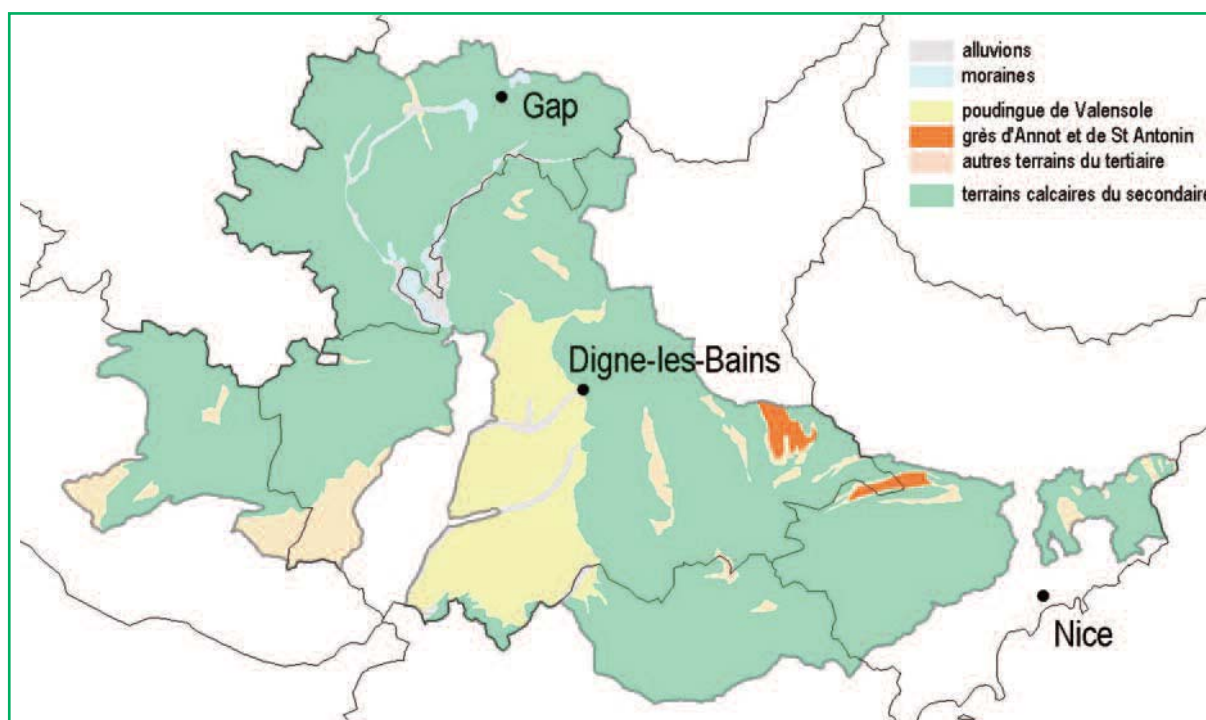 alluvions
moraines
poudingue de Valensole
grès d'Annot et de St Antonin
autres terrains du tertiaire
terrains calcaires du secondaire
Gap
Digne-les-Bains
Nice